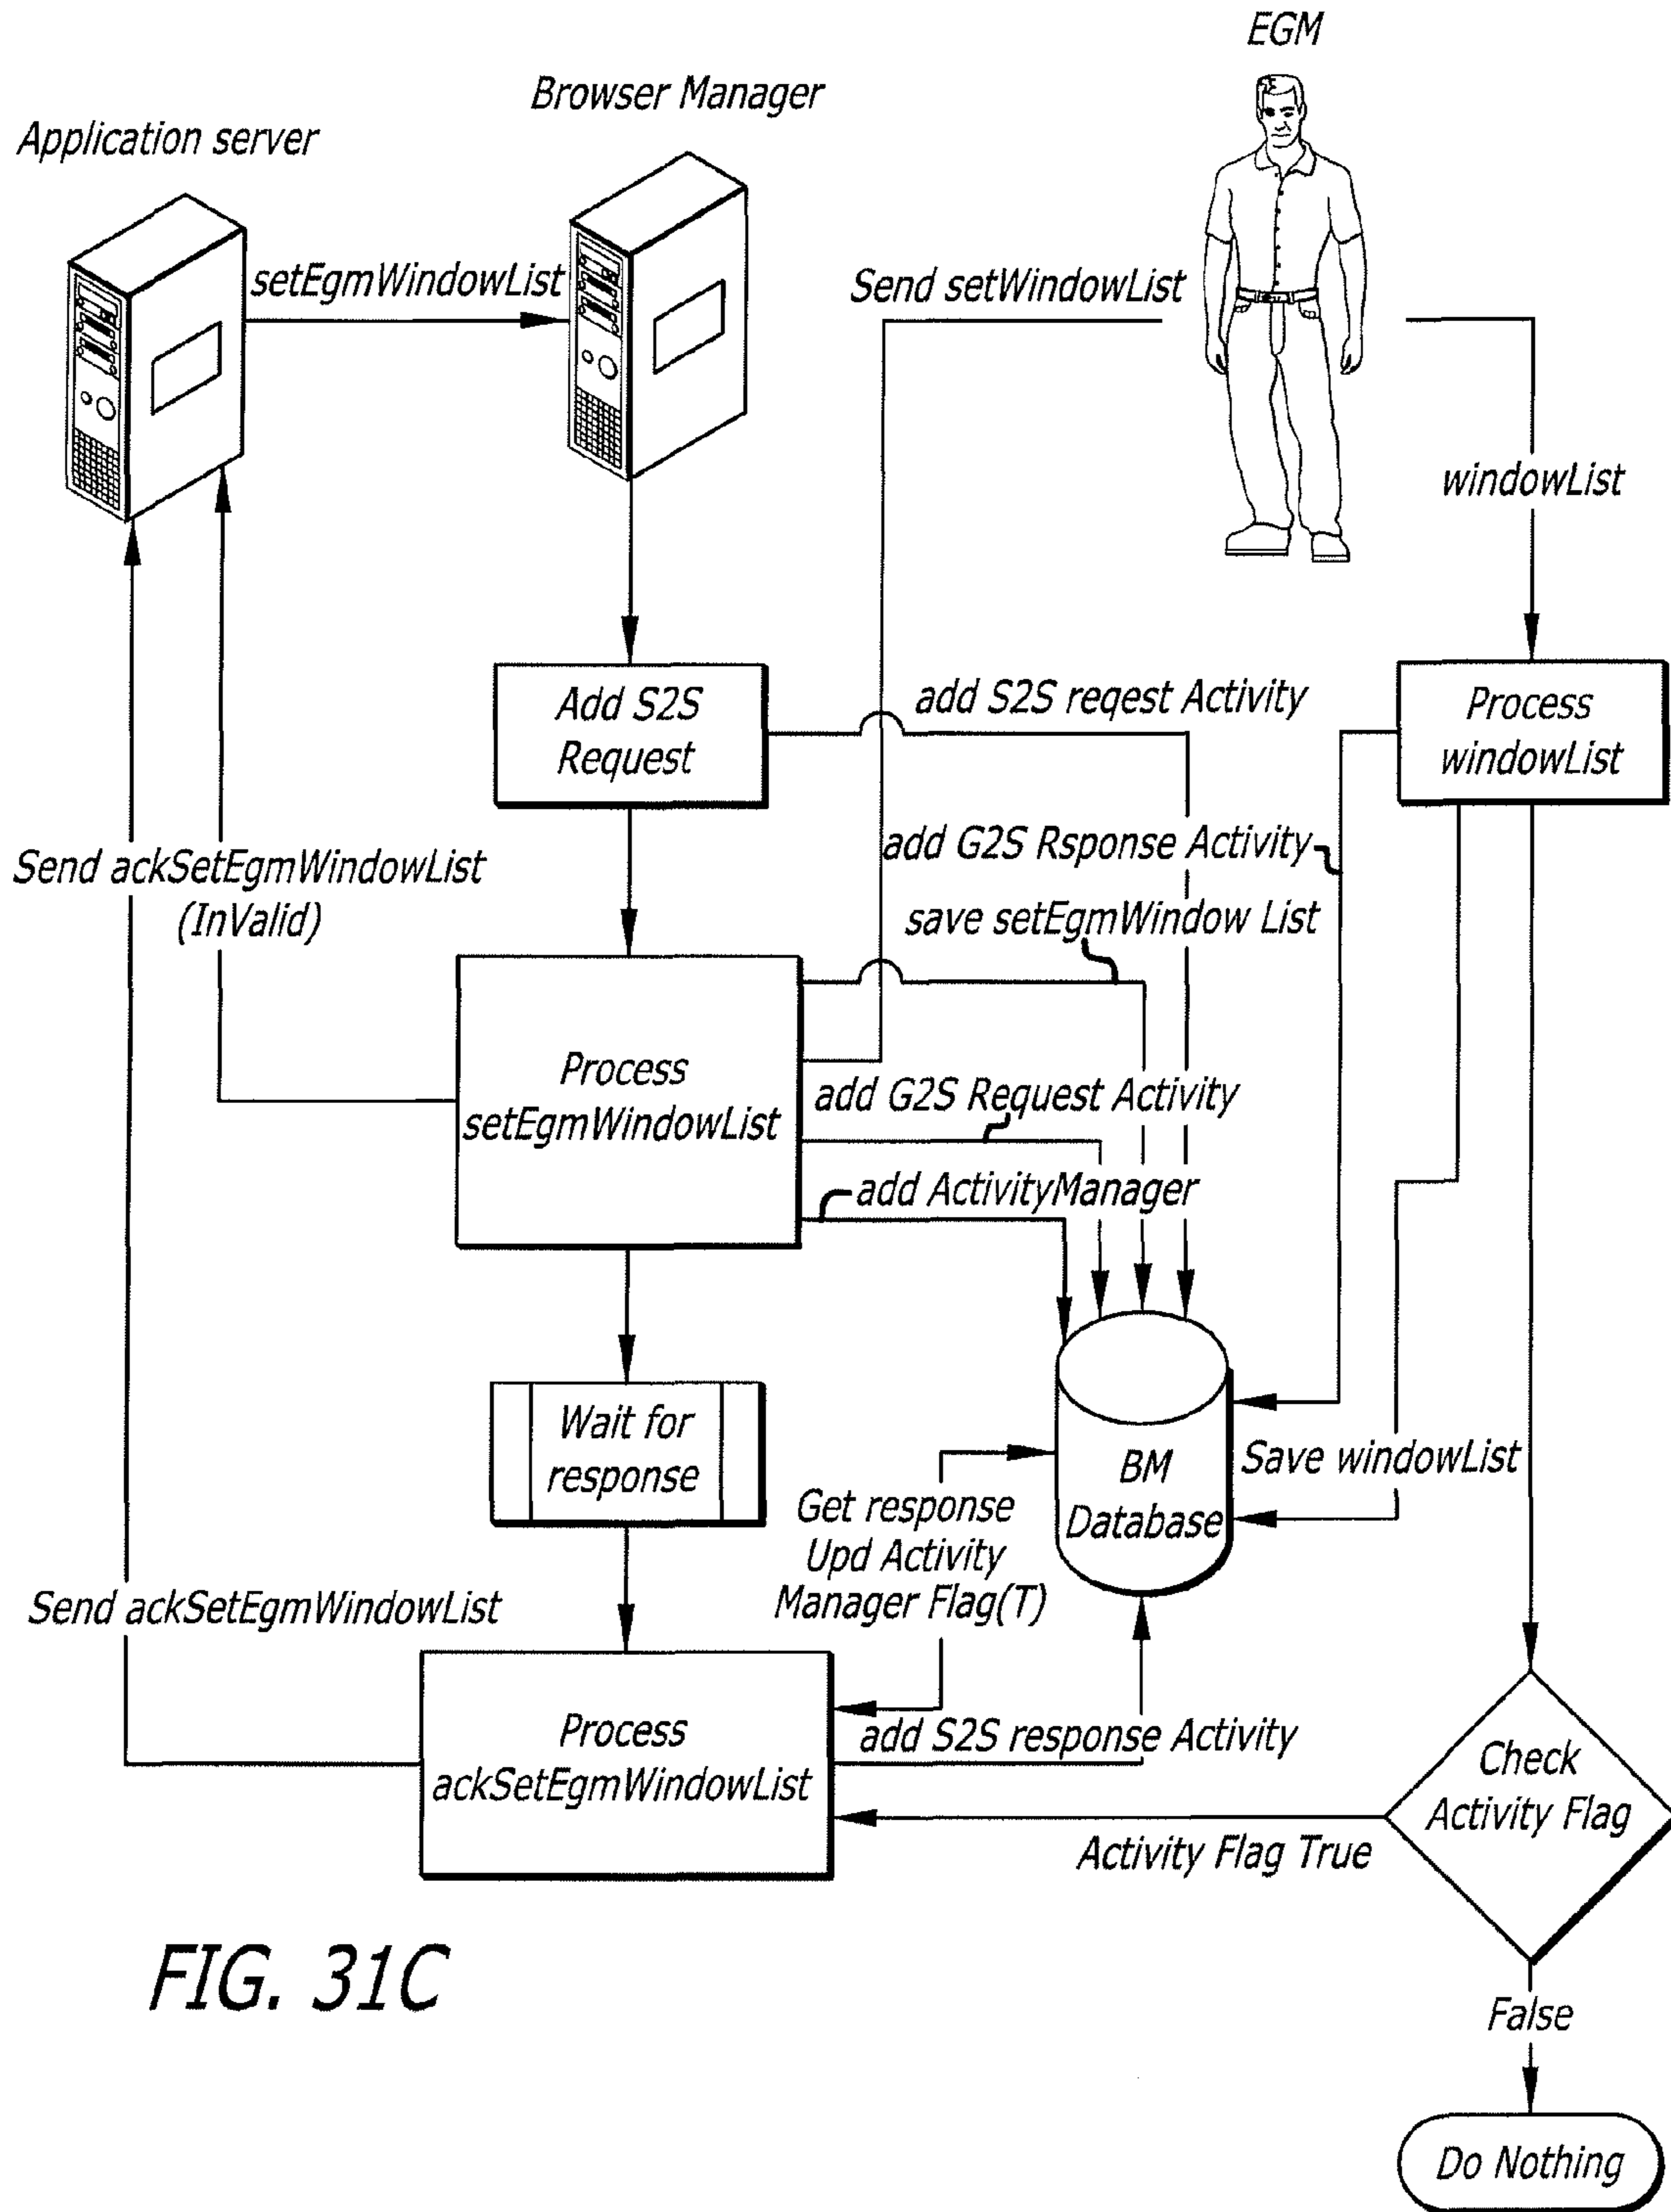 EGM
Browser Manager
Application server
setEgmWindowList
Send setWindowList
windowList
Add S2S
Request
add S2S reqest Activity
Process
windowList
add G2S Rsponse Activity
Send ackSetEgmWindowList
(InValid)
save setEgmWindow List
Process
setEgmWindowList
add G2S Request Activity
add ActivityManager
Wait for
response
BM
Database
Save windowList
Get response
Upd Activity
Manager Flag(T)
Send ackSetEgmWindowList
Process
ackSetEgmWindowList
add S2S response Activity
Check
Activity Flag
Activity Flag True
FIG. 31C
False
Do Nothing